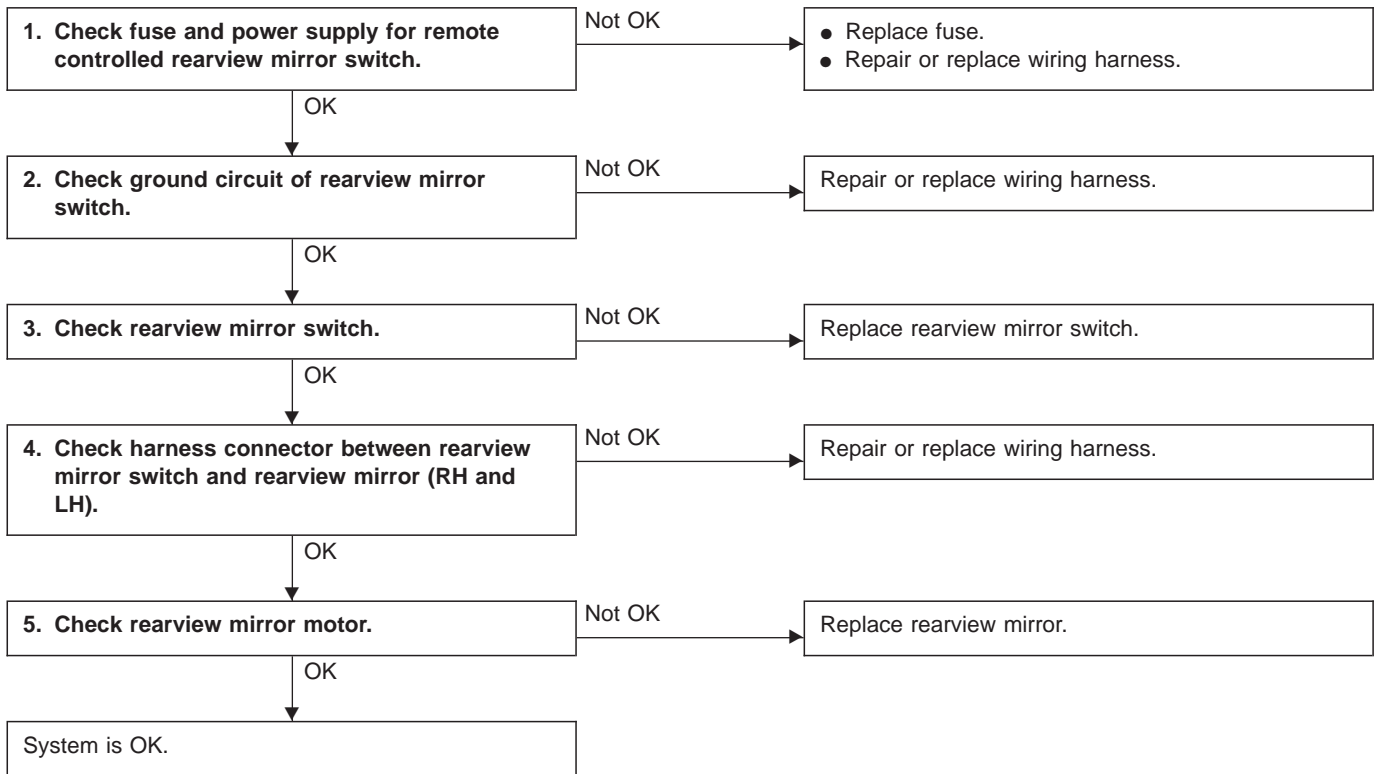 1. Check fuse and power supply for remote
controlled rearview mirror switch.
Not OK
● Replace fuse.
● Repair or replace wiring harness.
OK
2. Check ground circuit of rearview mirror
switch.
Not OK
Repair or replace wiring harness.
OK
3. Check rearview mirror switch.
Not OK
Replace rearview mirror switch.
OK
4. Check harness connector between rearview
mirror switch and rearview mirror (RH and
LH).
Not OK
Repair or replace wiring harness.
OK
5. Check rearview mirror motor.
Not OK
Replace rearview mirror.
OK
System is OK.